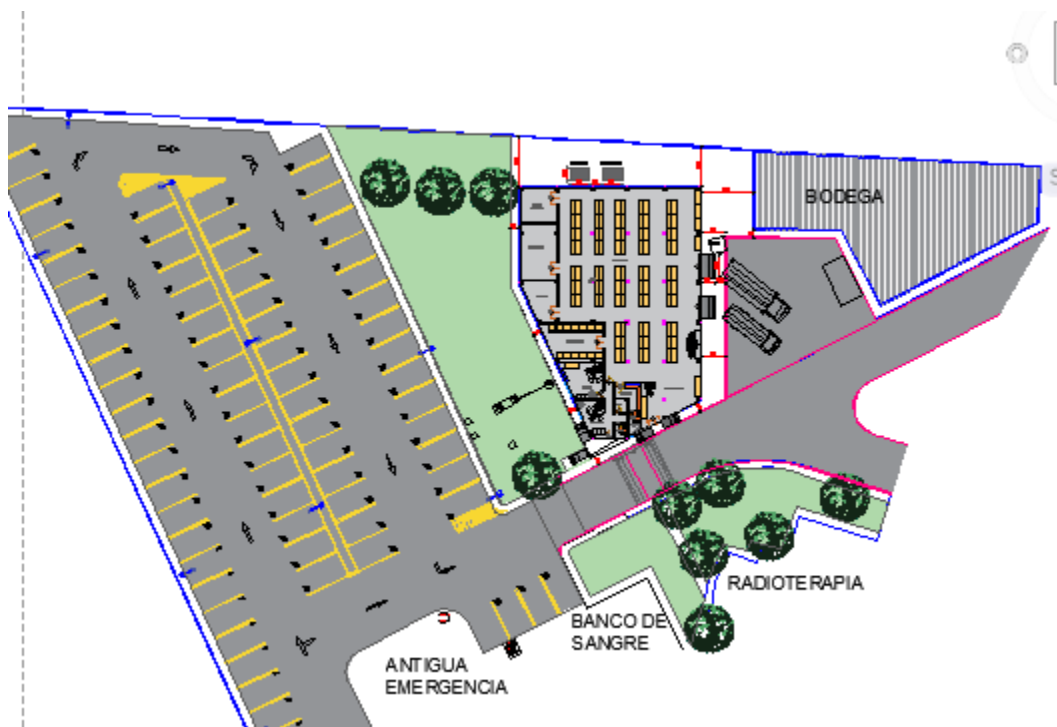 BODEGA
RADIOTERAPIA
BANCO DE
SANGRE
ANTIGUA
EMERGENCIA